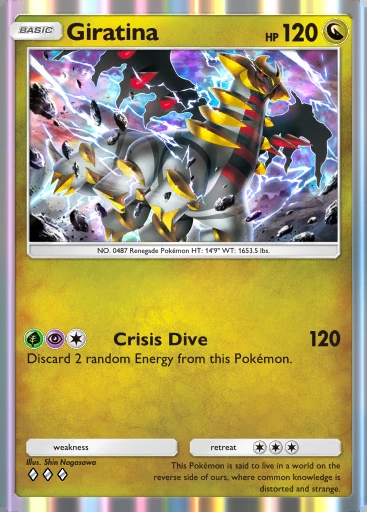 BASIC Giratina HP 120
NO. 0487 Renegade Pokémon HT: 14'9" WT: 1653.5 lbs.
Crisis Dive 120
Discard 2 random Energy from this Pokémon.
weakness retreat
Illus. Shin Nagasawa
This Pokémon is said to live in a world on the
reverse side of ours, where common knowledge is
distorted and strange.